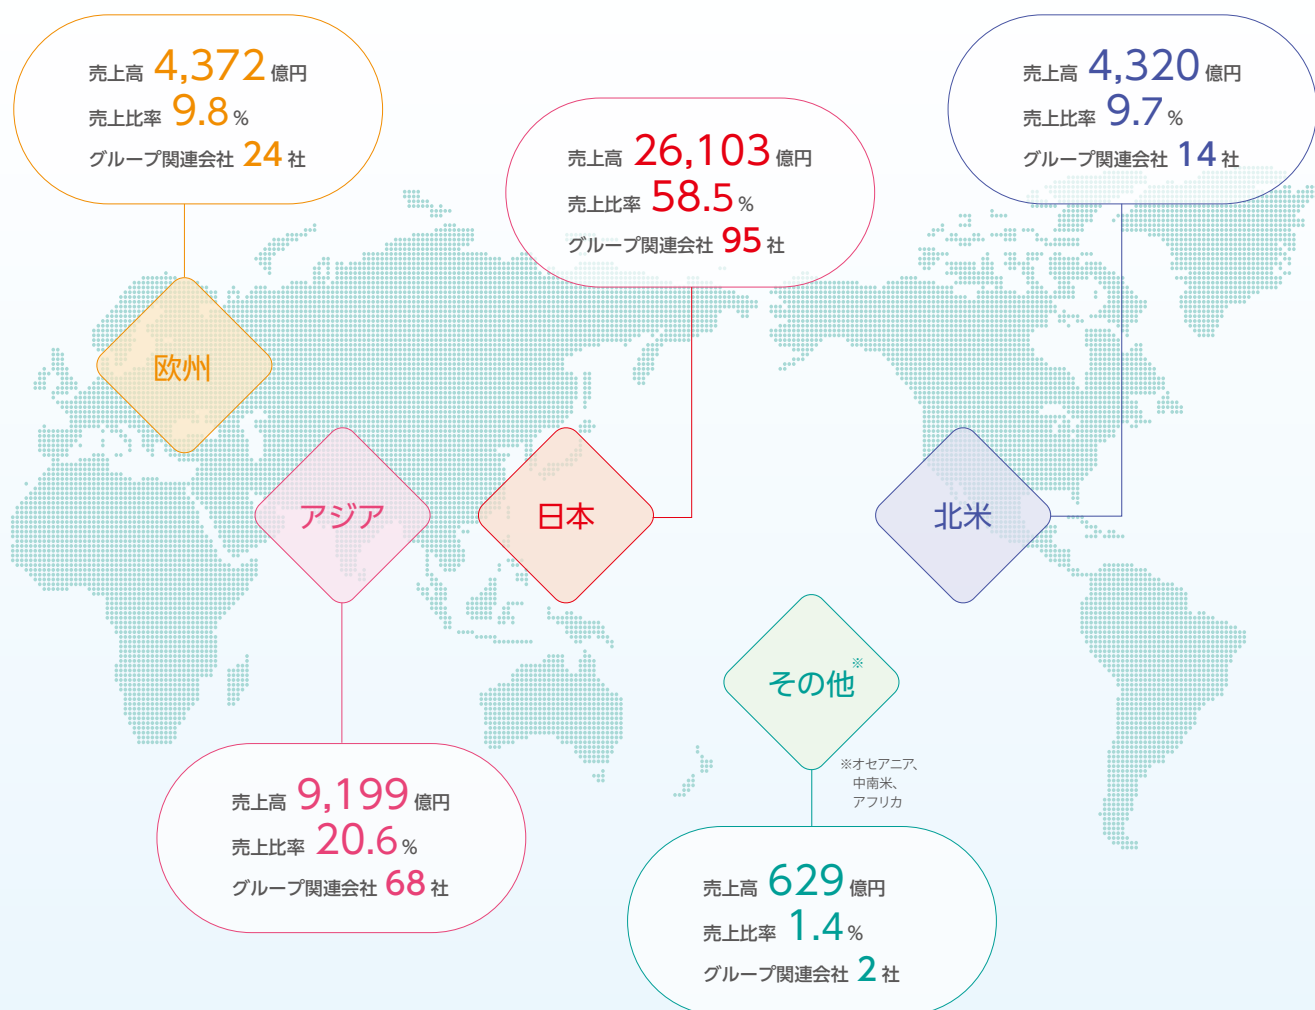 売上高 4,372 億円
売上比率 9.8 %
グループ関連会社 24 社
欧州
売上高 26,103 億円
売上比率 58.5 %
グループ関連会社 95 社
日本
売上高 4,320 億円
売上比率 9.7 %
グループ関連会社 14 社
北米
アジア
売上高 9,199 億円
売上比率 20.6 %
グループ関連会社 68 社
その他※
※オセアニア、
中南米、
アフリカ
売上高 629 億円
売上比率 1.4 %
グループ関連会社 2 社